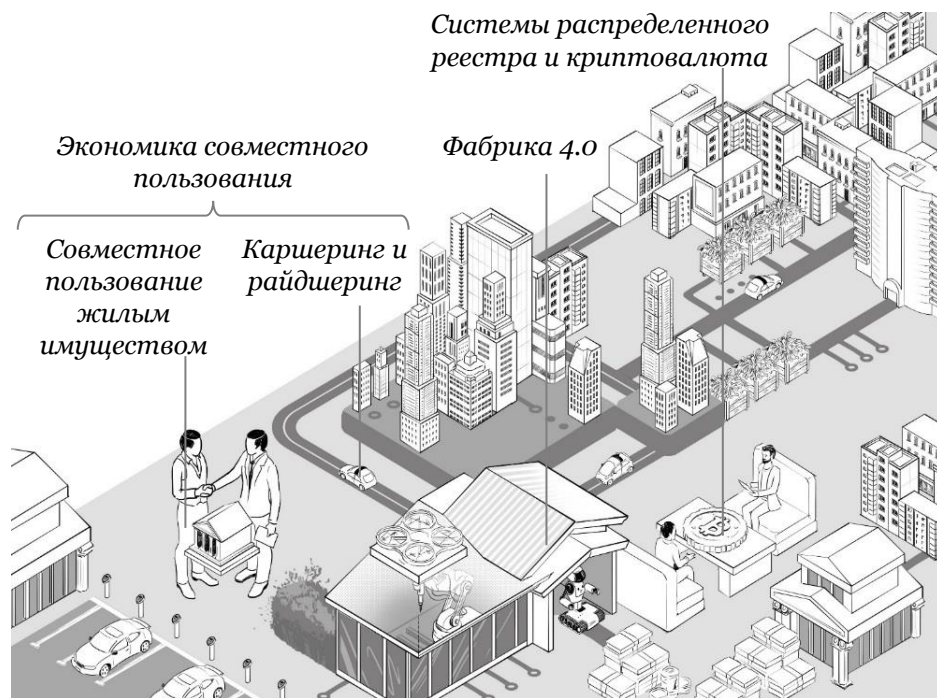 Системы распределенного
реестра и криптовалюта
Экономика совместного
пользования
Фабрика 4.0
Совместное
пользование
жилым
имуществом
Каршеринг и
райдшеринг